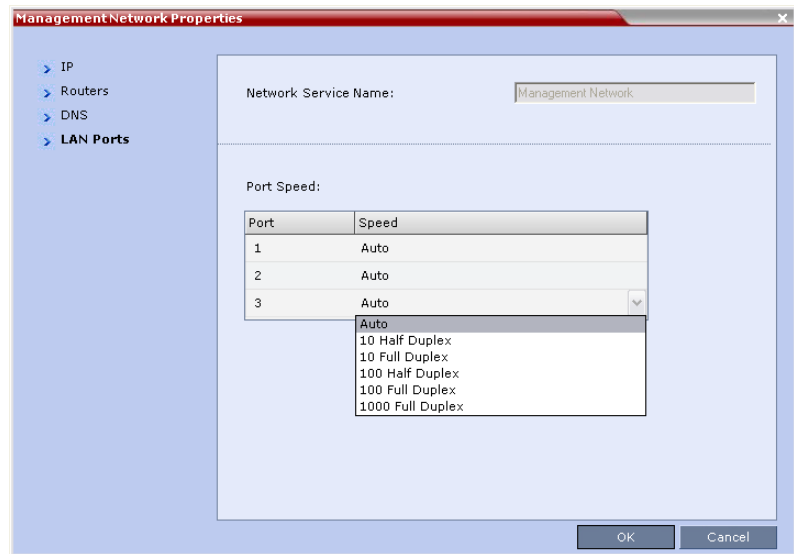 Management Network Properties
IP
Routers
DNS
LAN Ports
Network Service Name: Management Network
Port Speed:
Port Speed
1 Auto
2 Auto
3 Auto
Auto
10 Half Duplex
10 Full Duplex
100 Half Duplex
100 Full Duplex
1000 Full Duplex
OK Cancel